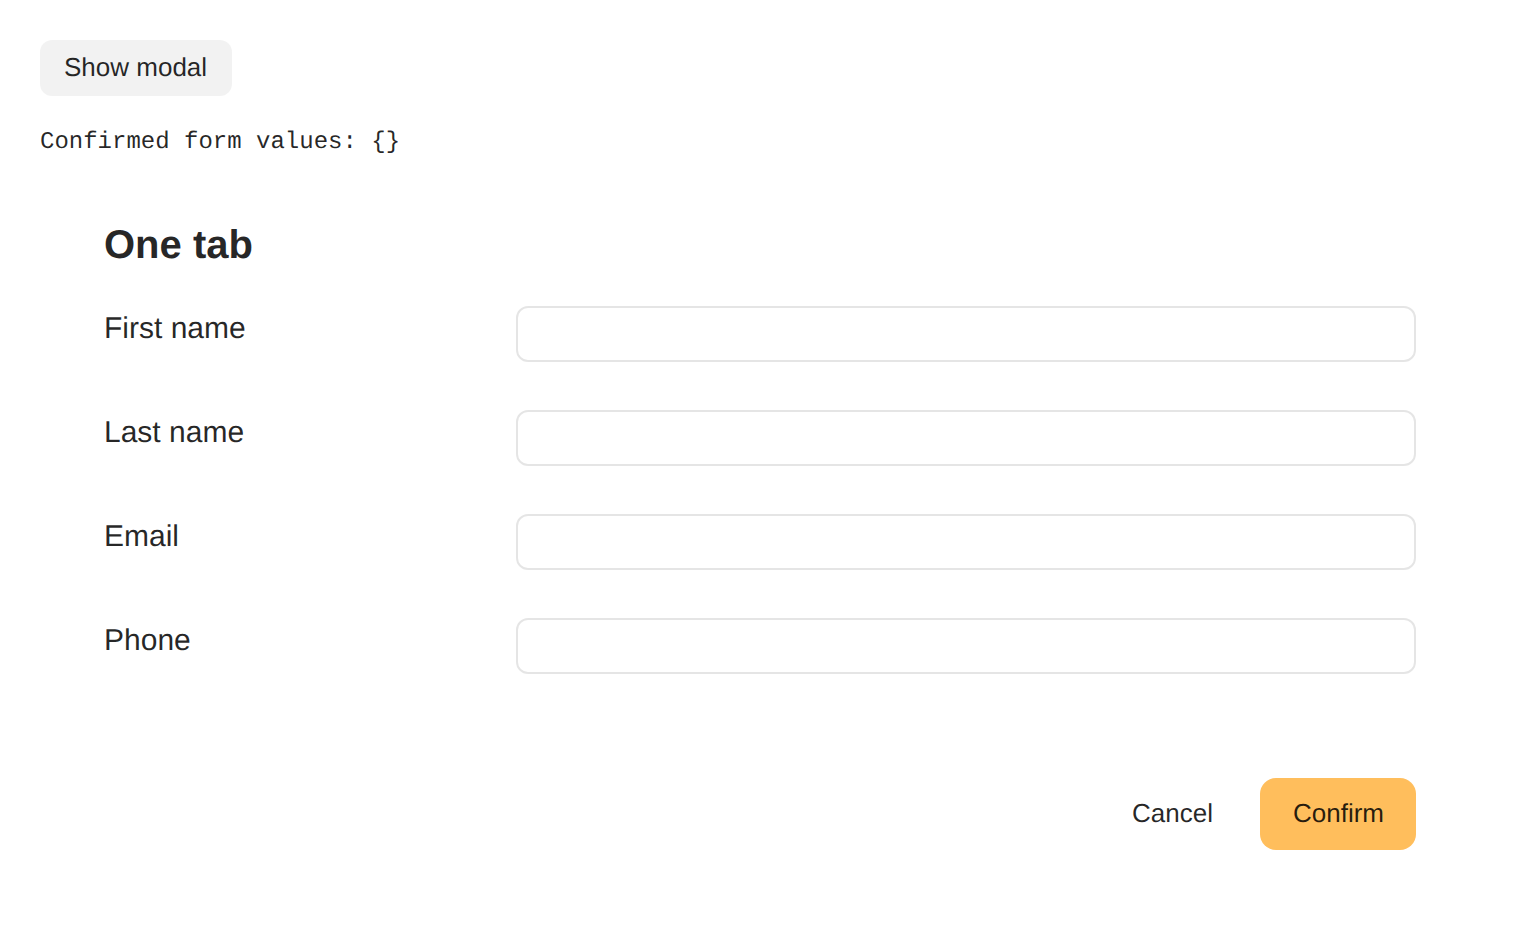 Show modal
Confirmed form values: {}
One tab
First name
Last name
Email
Phone
Cancel
Confirm